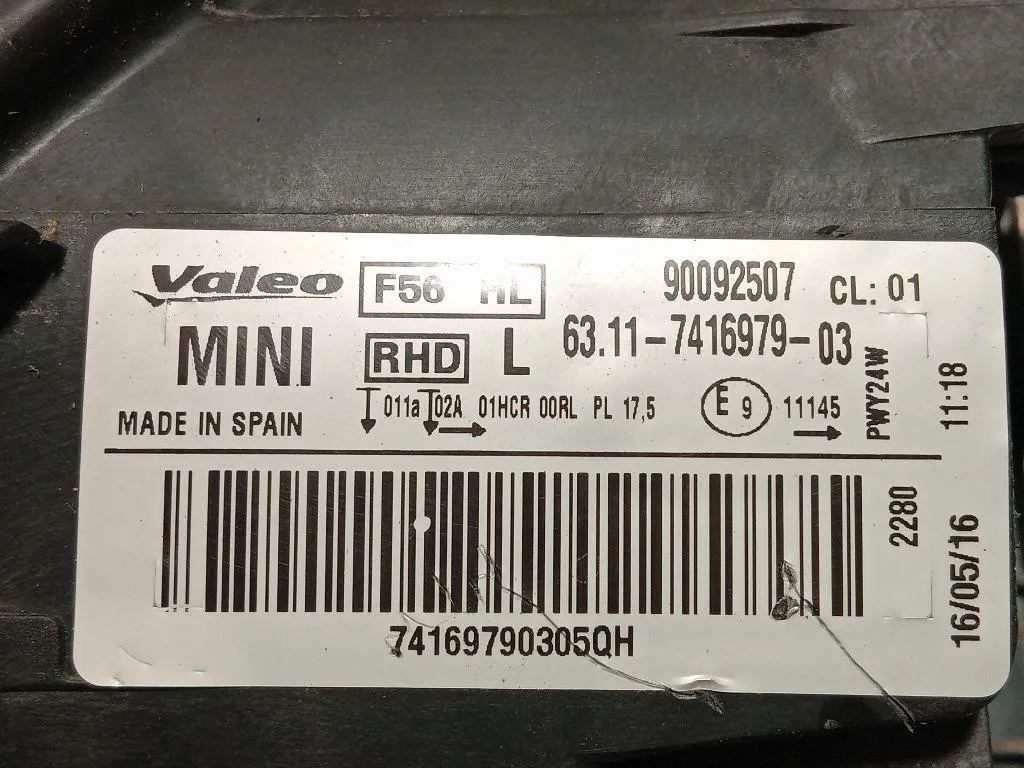 Valeo F56 HL 90092507 CL: 01
MINI RHD L 63.11-7416979-03
MADE IN SPAIN 011a 02A 01HCR 00RL PL 17,5 E 9 11145
PWY24W
11:18
2280
16/05/16
74169790305QH